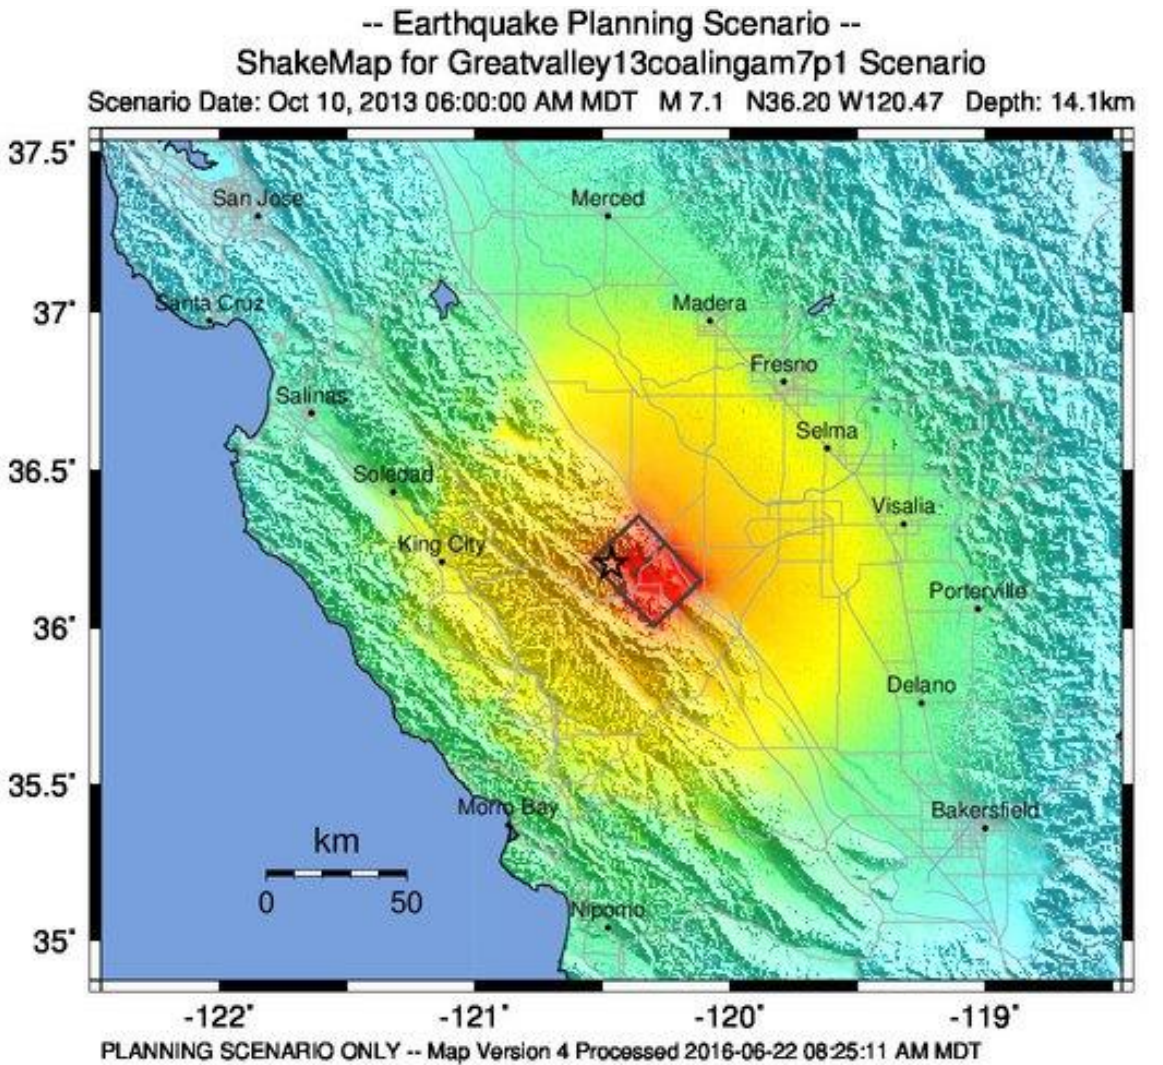 -- Earthquake Planning Scenario --
ShakeMap for Greatvalley13coalingam7p1 Scenario
Scenario Date: Oct 10, 2013 06:00:00 AM MDT M 7.1 N36.20 W120.47 Depth: 14.1km
37.5°
San Jose
Merced
37°
Santa Cruz
Madera
Fresno
Salinas
Selma
36.5°
Soledad
Visalia
King City
Porterville
36°
Delano
35.5°
Morro Bay
Bakersfield
km
0 50
Nipomo
35°
-122° -121° -120° -119°
PLANNING SCENARIO ONLY -- Map Version 4 Processed 2016-06-22 08:25:11 AM MDT